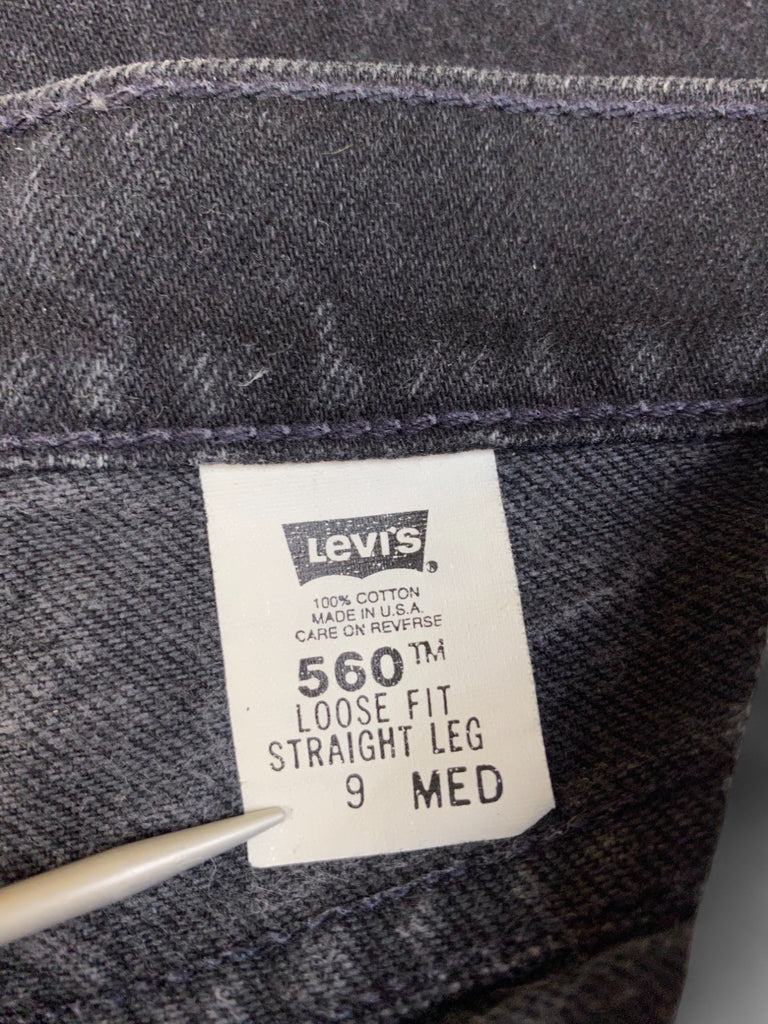 Levi's®
100% COTTON
MADE IN U.S.A.
CARE ON REVERSE
560™
LOOSE FIT
STRAIGHT LEG
9 MED